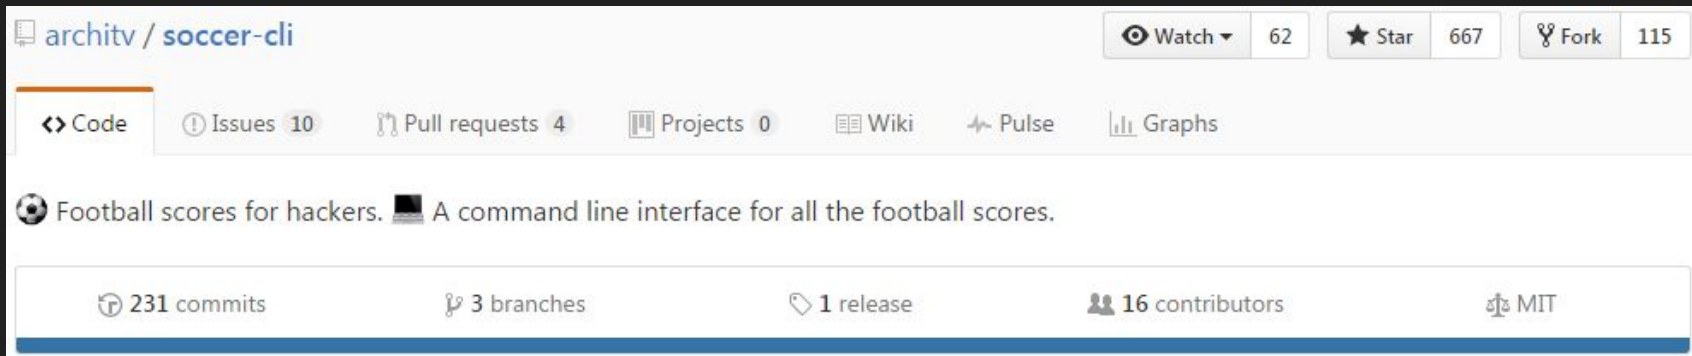 architv / soccer-cli Watch 62 Star 667 Fork 115
Code Issues 10 Pull requests 4 Projects 0 Wiki Pulse Graphs
Football scores for hackers. A command line interface for all the football scores.
231 commits 3 branches 1 release 16 contributors MIT